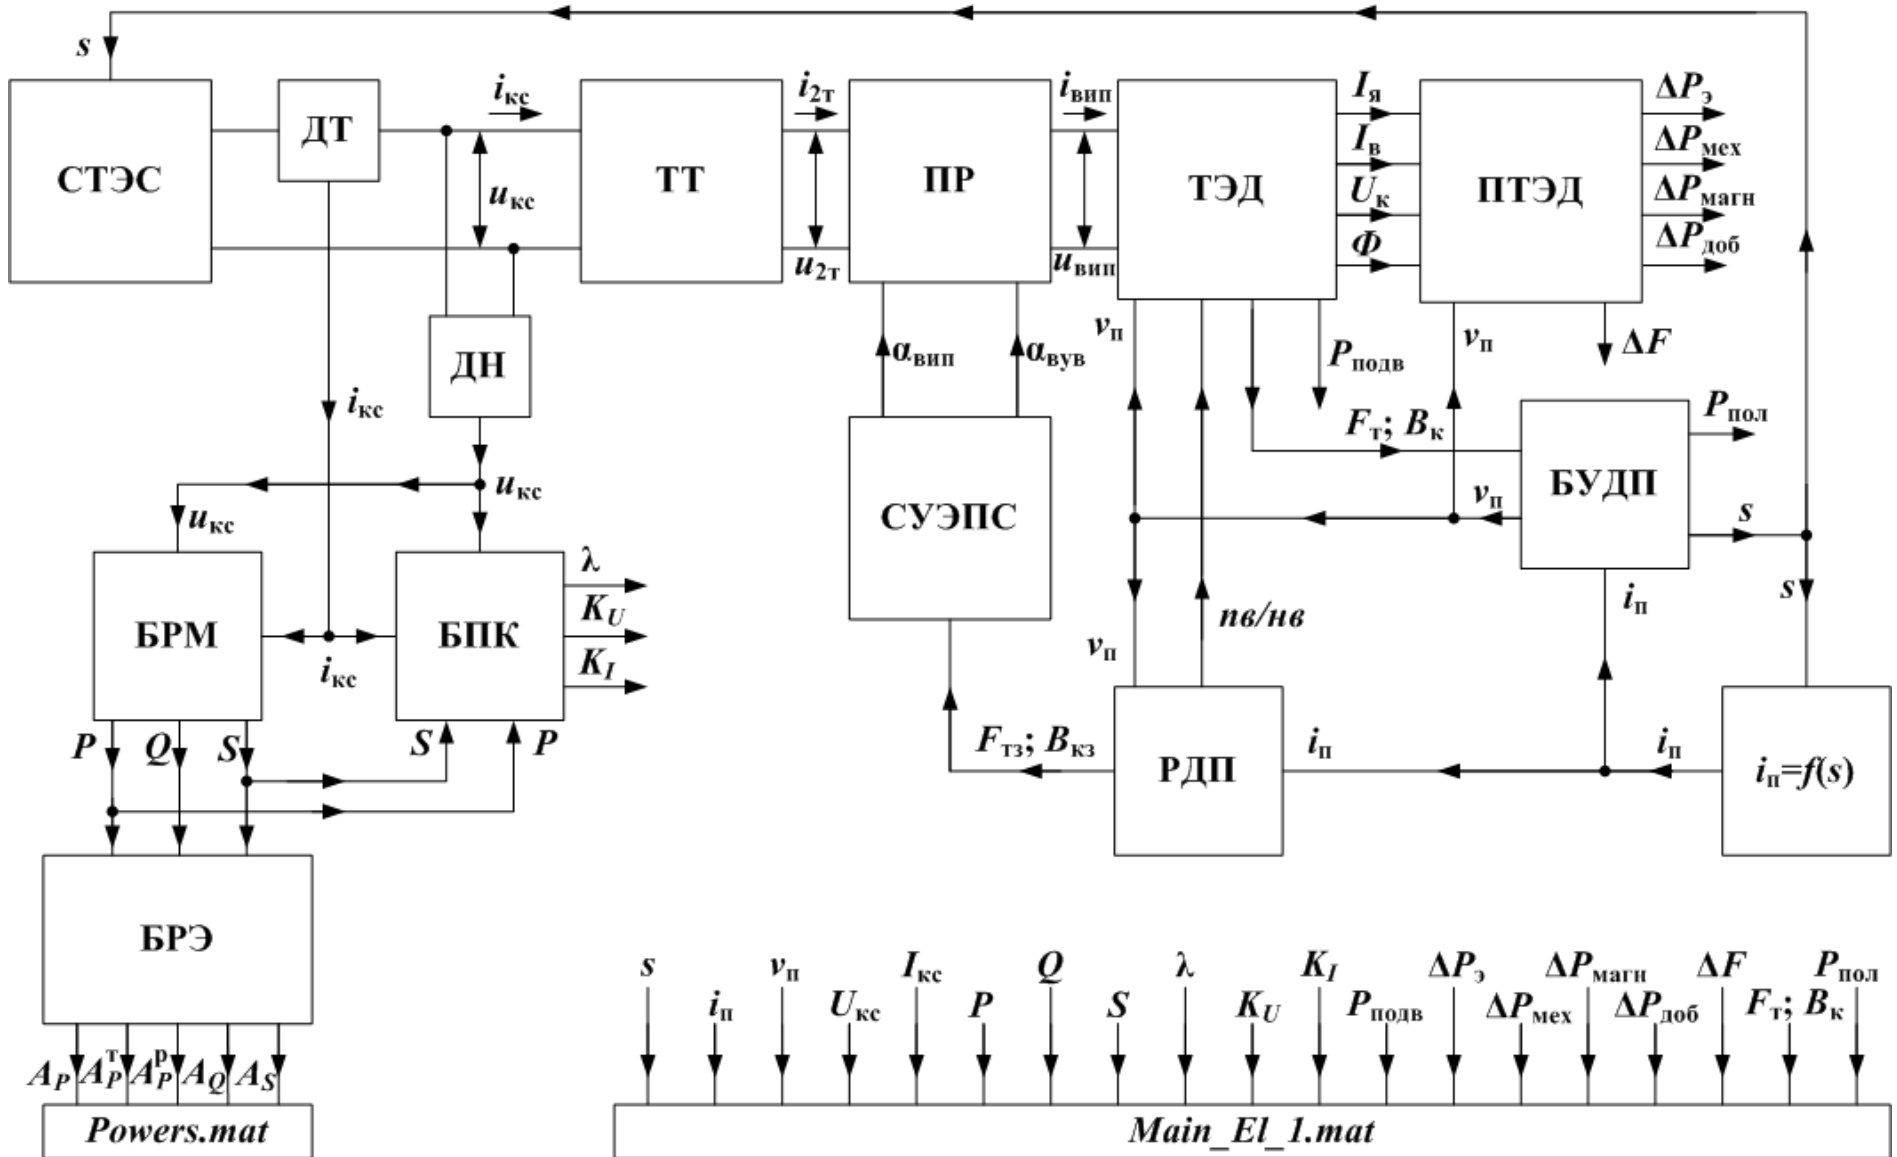 s
СТЭС
ДТ
iкс
uкс
ТТ
i2т
u2т
ПР
iвип
uвип
ТЭД
Iя
Iв
Uк
Φ
ПТЭД
ΔPэ
ΔPмех
ΔPмагн
ΔPдоб
ДН
iкс
uкс
uкс
αвип
αвув
СУЭПС
vп
Pподв
vп
ΔF
Fт; Bк
Pпол
БУДП
vп
s
s
iп
пв/нв
vп
БРМ
iкс
БПК
λ
KU
KI
P
Q
S
S
P
Fтз; Bкз
РДП
iп
iп
iп=f(s)
БРЭ
AP
APт
APр
AQ
AS
Powers.mat
s
iп
vп
Uкс
Iкс
P
Q
S
λ
KU
KI
Pподв
ΔPэ
ΔPмех
ΔPмагн
ΔPдоб
ΔF
Fт; Bк
Pпол
Main_El_1.mat